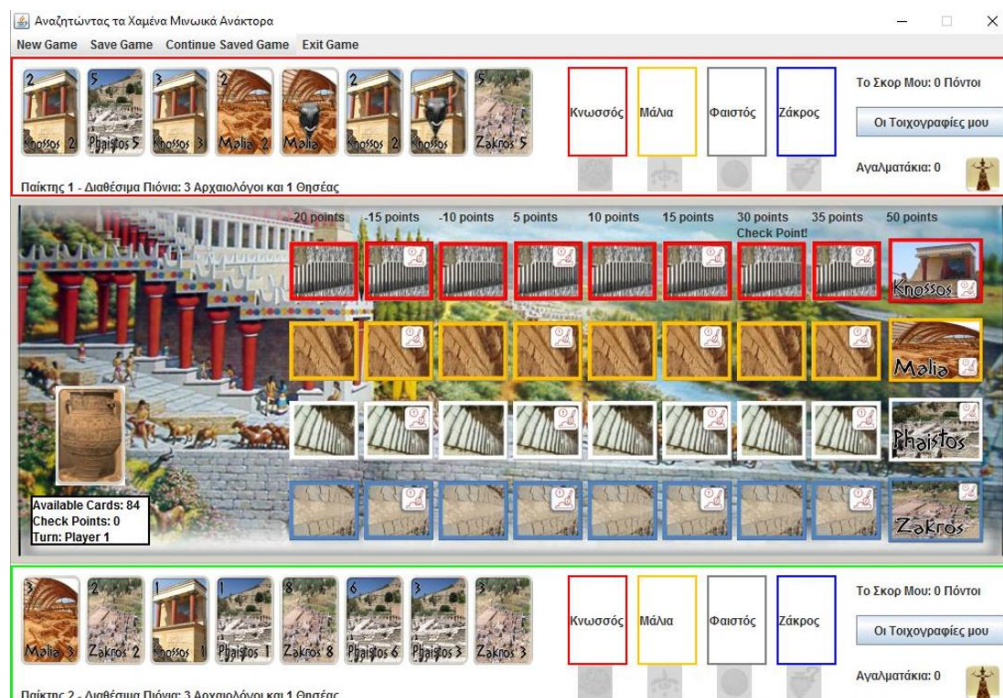 Αναζητώντας τα Χαμένα Μινωικά Ανάκτορα
New Game Save Game Continue Saved Game Exit Game
2 5 3 2 2 5
Knossos 2 Phaistos 5 Knossos 3 Malia 2 Malia Knossos 2 Knossos Zakros 5
Κνωσσός Μάλια Φαιστός Ζάκρος
Το Σκορ Μου: 0 Πόντοι
Οι Τοιχογραφίες μου
Αγαλματάκια: 0
Παίκτης 1 - Διαθέσιμα Πιόνια: 3 Αρχαιολόγοι και 1 Θησέας
-20 points -15 points -10 points 5 points 10 points 15 points 30 points 35 points 50 points
Check Point!
Knossos
Malia
Phaistos
Zakros
Available Cards: 84
Check Points: 0
Turn: Player 1
3 2 1 1 8 6 3 3
Malia 3 Zakros 2 Knossos 1 Phaistos 1 Zakros 8 Phaistos 6 Phaistos 3 Zakros 3
Κνωσσός Μάλια Φαιστός Ζάκρος
Το Σκορ Μου: 0 Πόντοι
Οι Τοιχογραφίες μου
Αγαλματάκια: 0
Παίκτης 2 - Διαθέσιμα Πιόνια: 3 Αρχαιολόγοι και 1 Θησέας